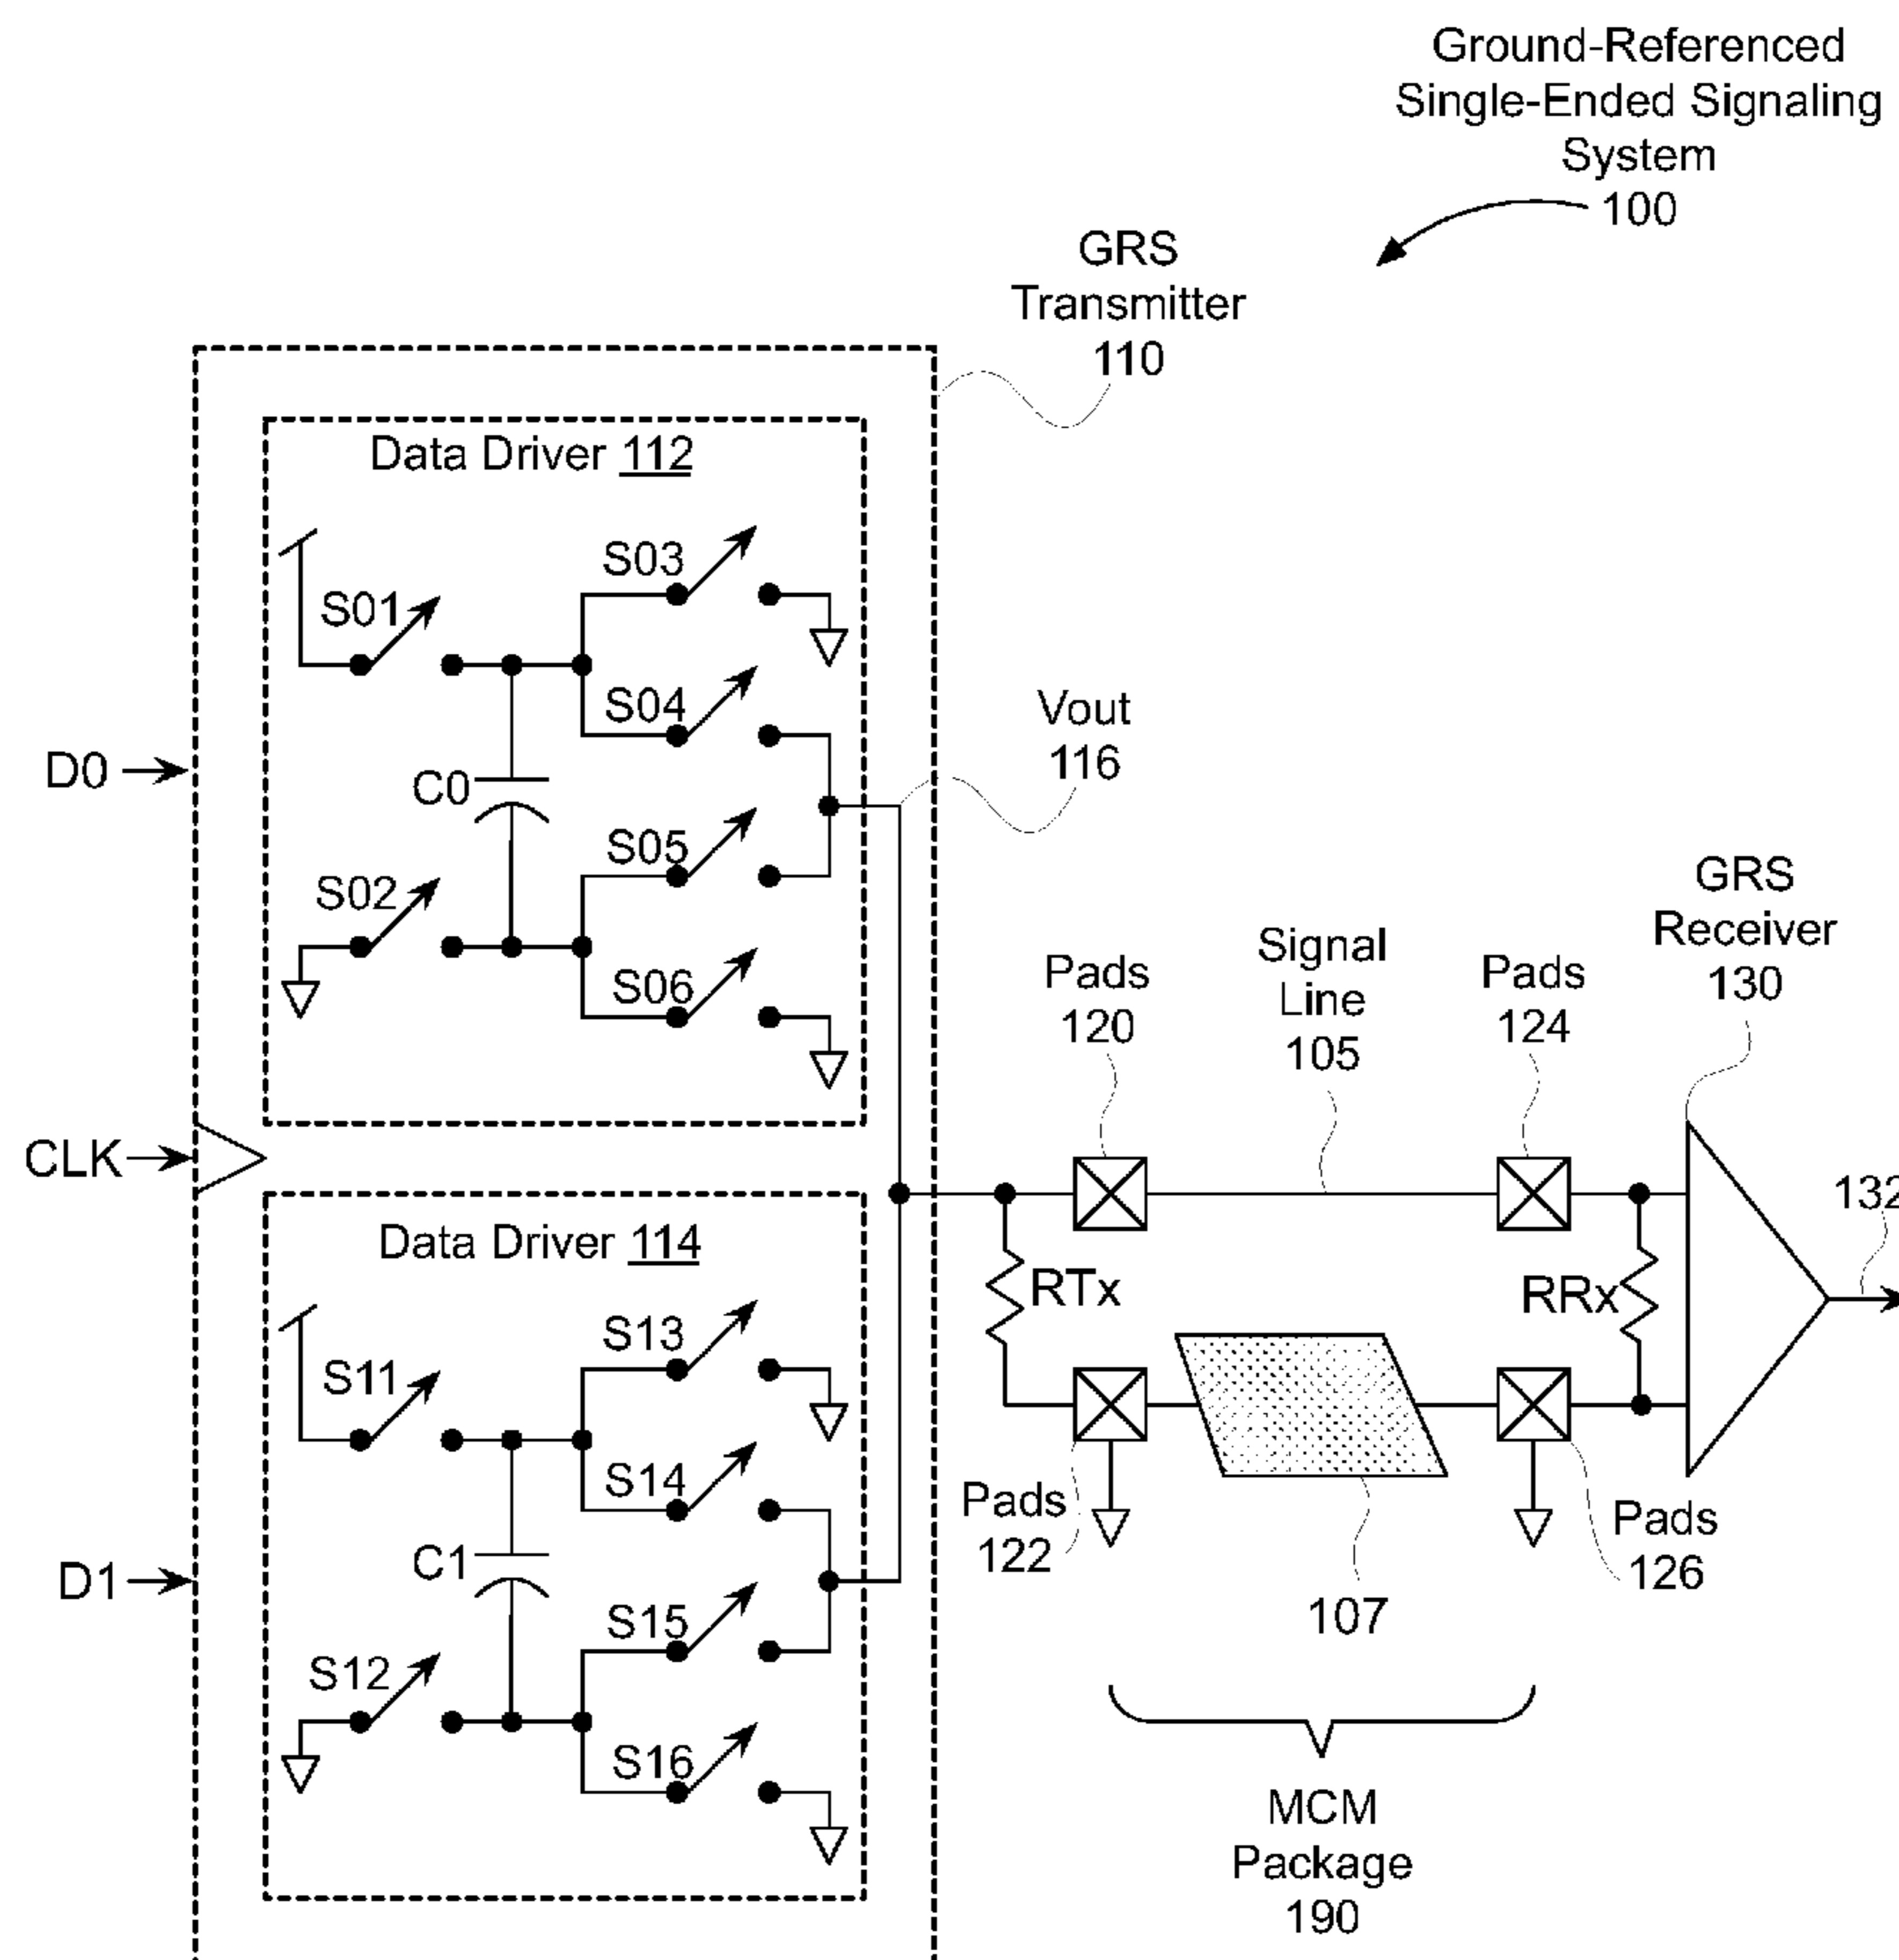 Ground-Referenced
Single-Ended Signaling
System
100
GRS
Transmitter
110
Data Driver 112
S03
S01
S04
Vout
116
D0
C0
S05
S02
S06
GRS
Receiver
130
Pads
120
Signal
Line
105
Pads
124
CLK
132
Data Driver 114
RTx
RRx
S13
S11
S14
Pads
122
Pads
126
C1
D1
107
S15
S12
S16
MCM
Package
190